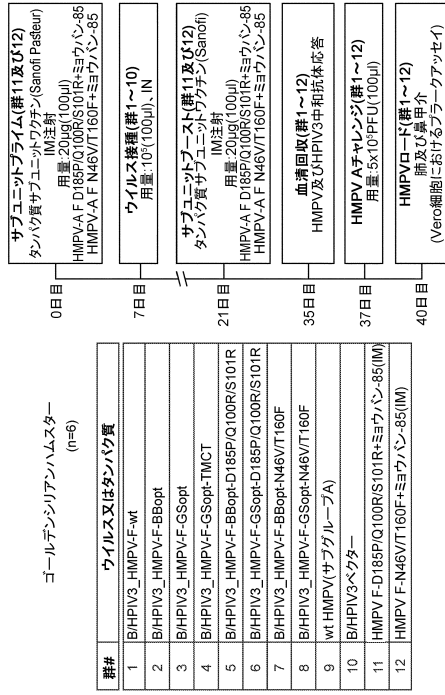 ゴールデンシリアンハムスター
(n=6)
群# ウイルス又はタンパク質
1 B/HPIV3_HMPV-F-wt
2 B/HPIV3_HMPV-F-BBopt
3 B/HPIV3_HMPV-F-GSopt
4 B/HPIV3_HMPV-F-GSopt-TMCT
5 B/HPIV3_HMPV-F-BBopt-D185P/Q100R/S101R
6 B/HPIV3_HMPV-F-GSopt-D185P/Q100R/S101R
7 B/HPIV3_HMPV-F-BBopt-N46V/T160F
8 B/HPIV3_HMPV-F-GSopt-N46V/T160F
9 wt HMPV(サブグループA)
10 B/HPIV3ベクター
11 HMPV F-D185P/Q100R/S101R+ミョウバン-85(IM)
12 HMPV F-N46V/T160F+ミョウバン-85(IM)
0日目
サブユニットプライム(群11及び12)
タンパク質サブユニットワクチン(Sanofi Pasteur)
IM注射
用量:20μg(100μl)
HMPV-A F D185P/Q100R/S101R+ミョウバン-85
HMPV-A F N46V/T160F+ミョウバン-85
7日目
ウイルス接種(群1~10)
用量:10⁵(100μl)、IN
21日目
サブユニットブースト(群11及び12)
タンパク質サブユニットワクチン(Sanofi)
IM注射
用量:20μg(100μl)
HMPV-A F D185P/Q100R/S101R+ミョウバン-85
HMPV-A F N46V/T160F+ミョウバン-85
35日目
血清回収(群1~12)
HMPV及びHPIV3中和抗体応答
37日目
HMPV Aチャレンジ(群1~12)
用量:5x10⁵PFU(100μl)
40日目
HMPVロード(群1~12)
肺及び鼻甲介
(Vero細胞におけるプラークアッセイ)